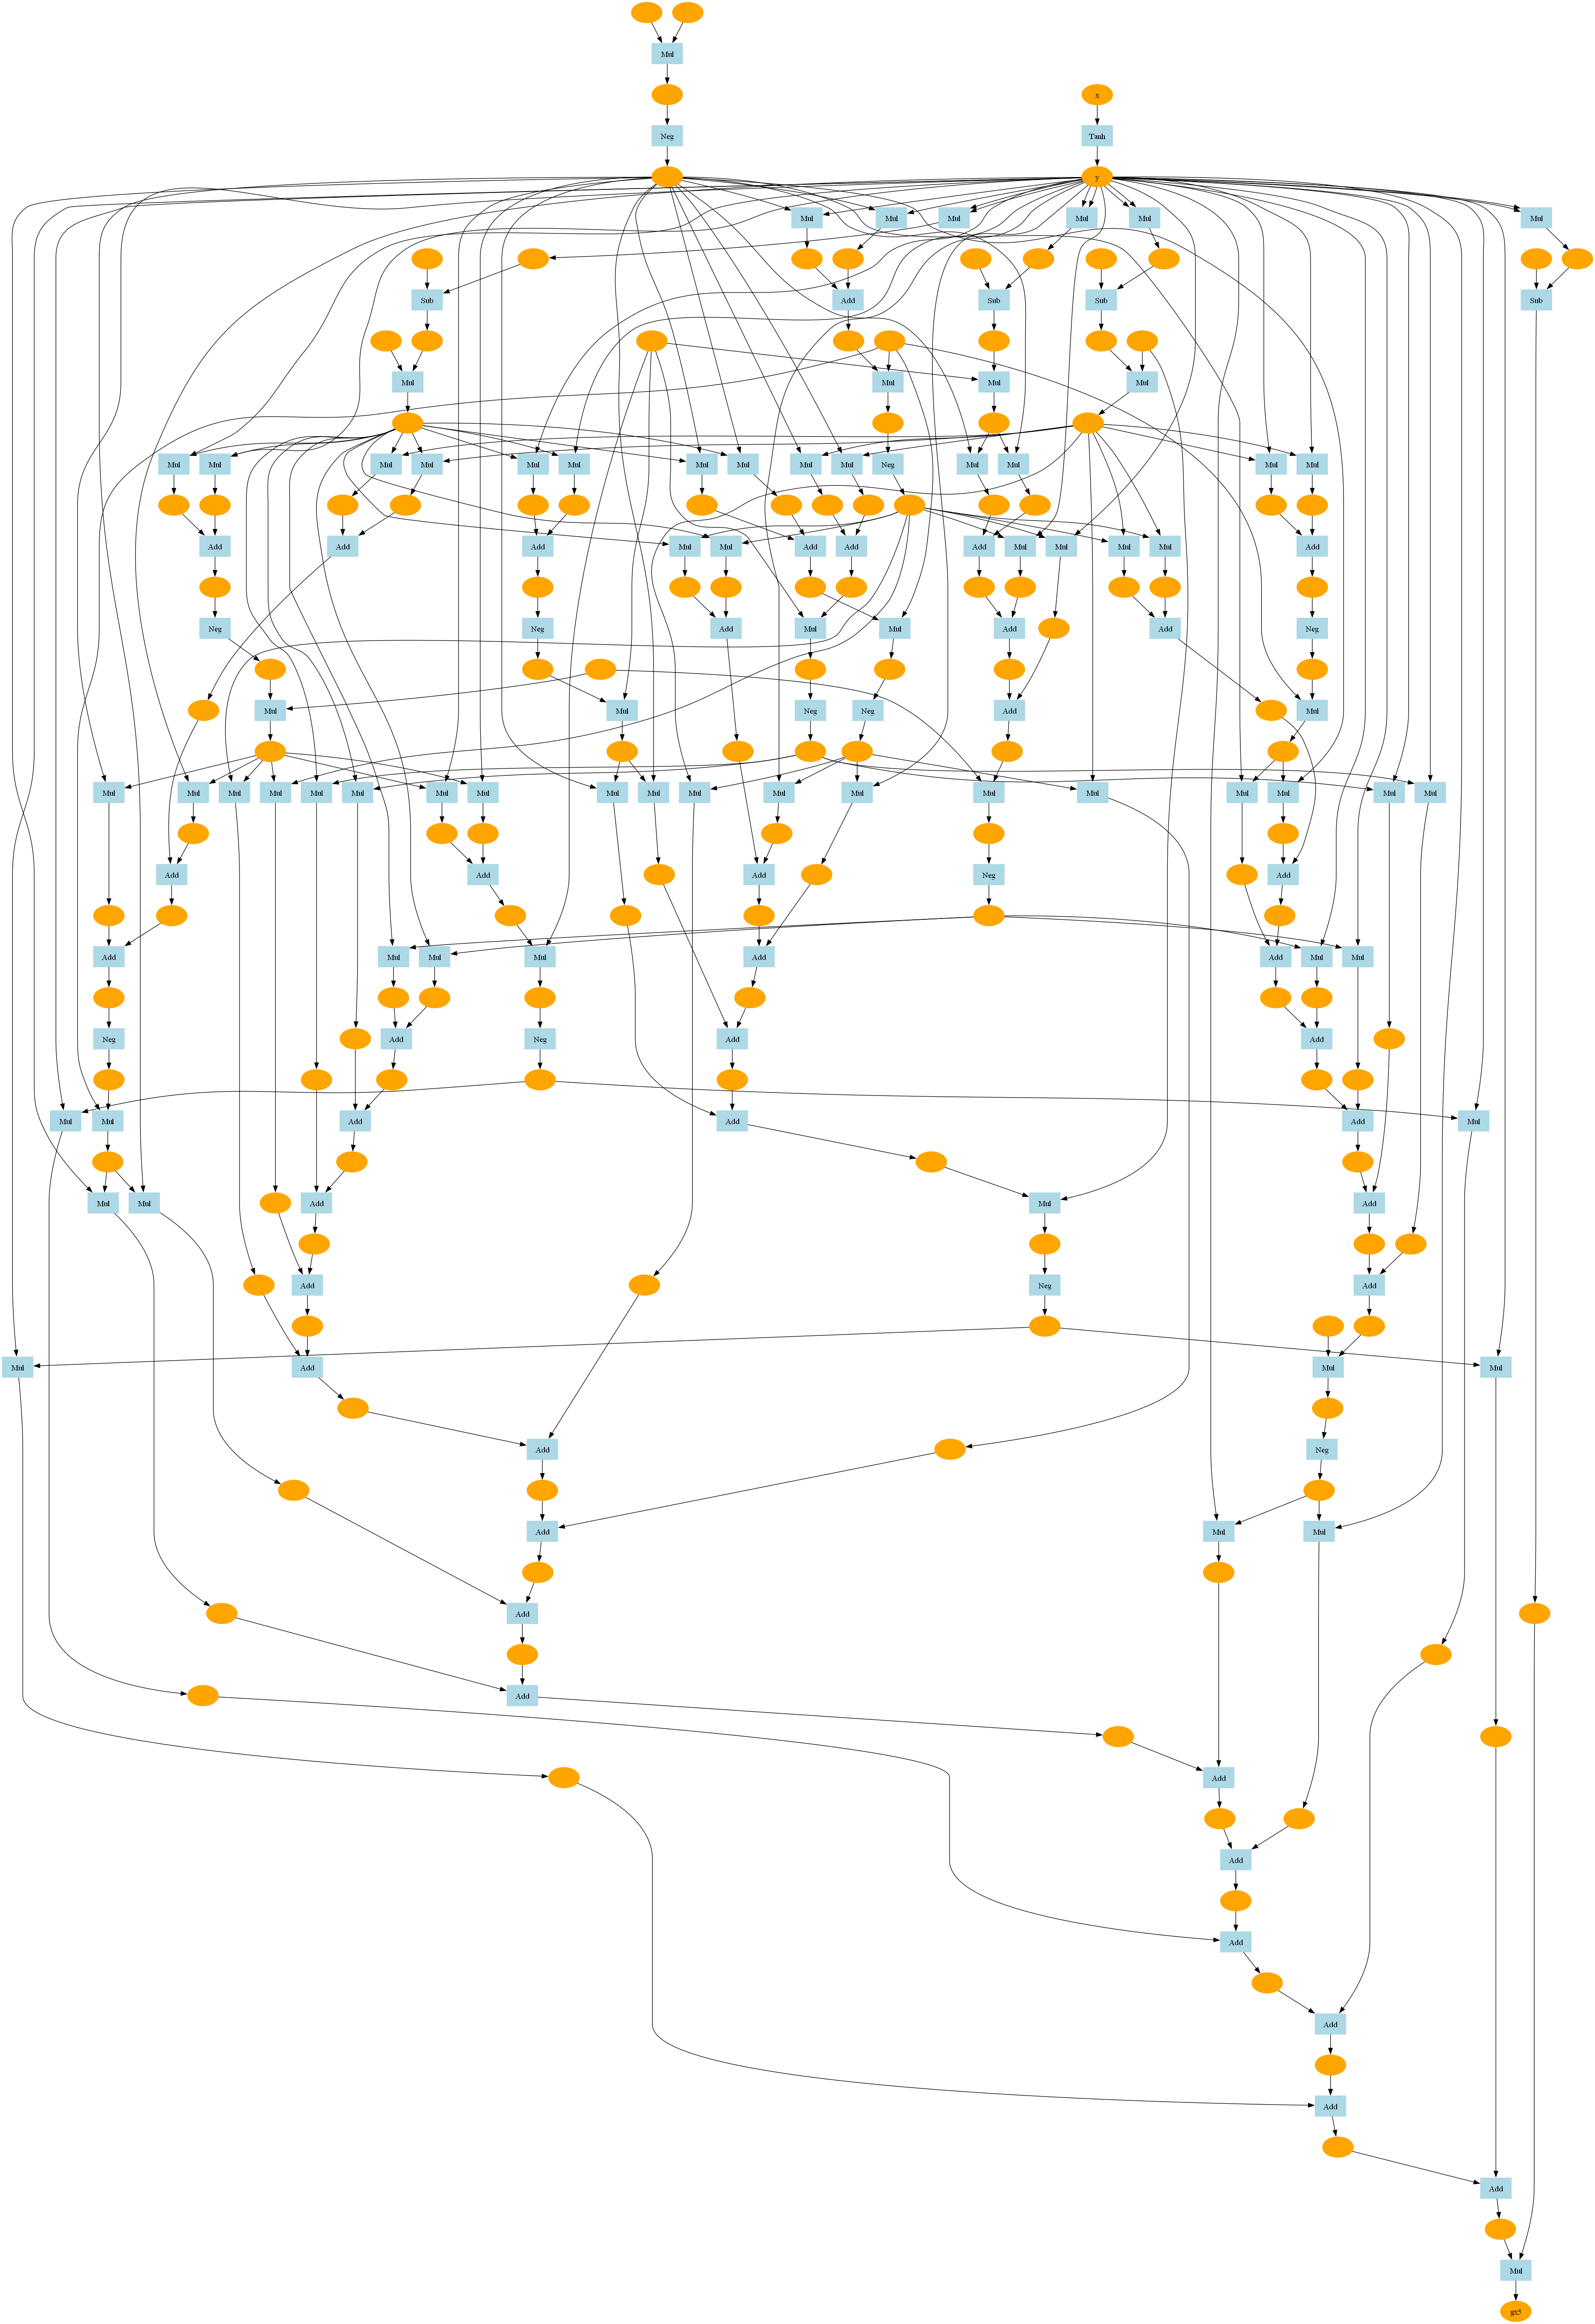 Mul
x
Neg Tanh
y
Mul Mul Mul Mul Mul Mul
Sub Add Sub Sub Sub
Mul Mul Mul Mul
Mul Mul Mul Mul Mul Mul Mul Mul Mul Mul Neg Mul Mul Mul Mul
Add Add Add Mul Mul Add Add Add Mul Mul Mul Mul Add
Neg Neg Add Mul Mul Add Add Neg
Mul Mul Neg Neg Add Mul
Mul Mul Mul Mul Mul Mul Mul Mul Mul Mul Mul Mul Mul Mul Mul Mul Mul Mul Mul
Add Add Add Neg Add
Add Mul Mul Mul Add Add Mul Mul
Neg Add Neg Add Add
Mul Mul Add Add Add Mul
Mul Mul Add Mul Add
Add Neg Add
Mul Add Mul Mul
Add Neg
Add Mul Mul
Add
Add
Add
Add
Add
Add
Add
Add
Mul
gx5